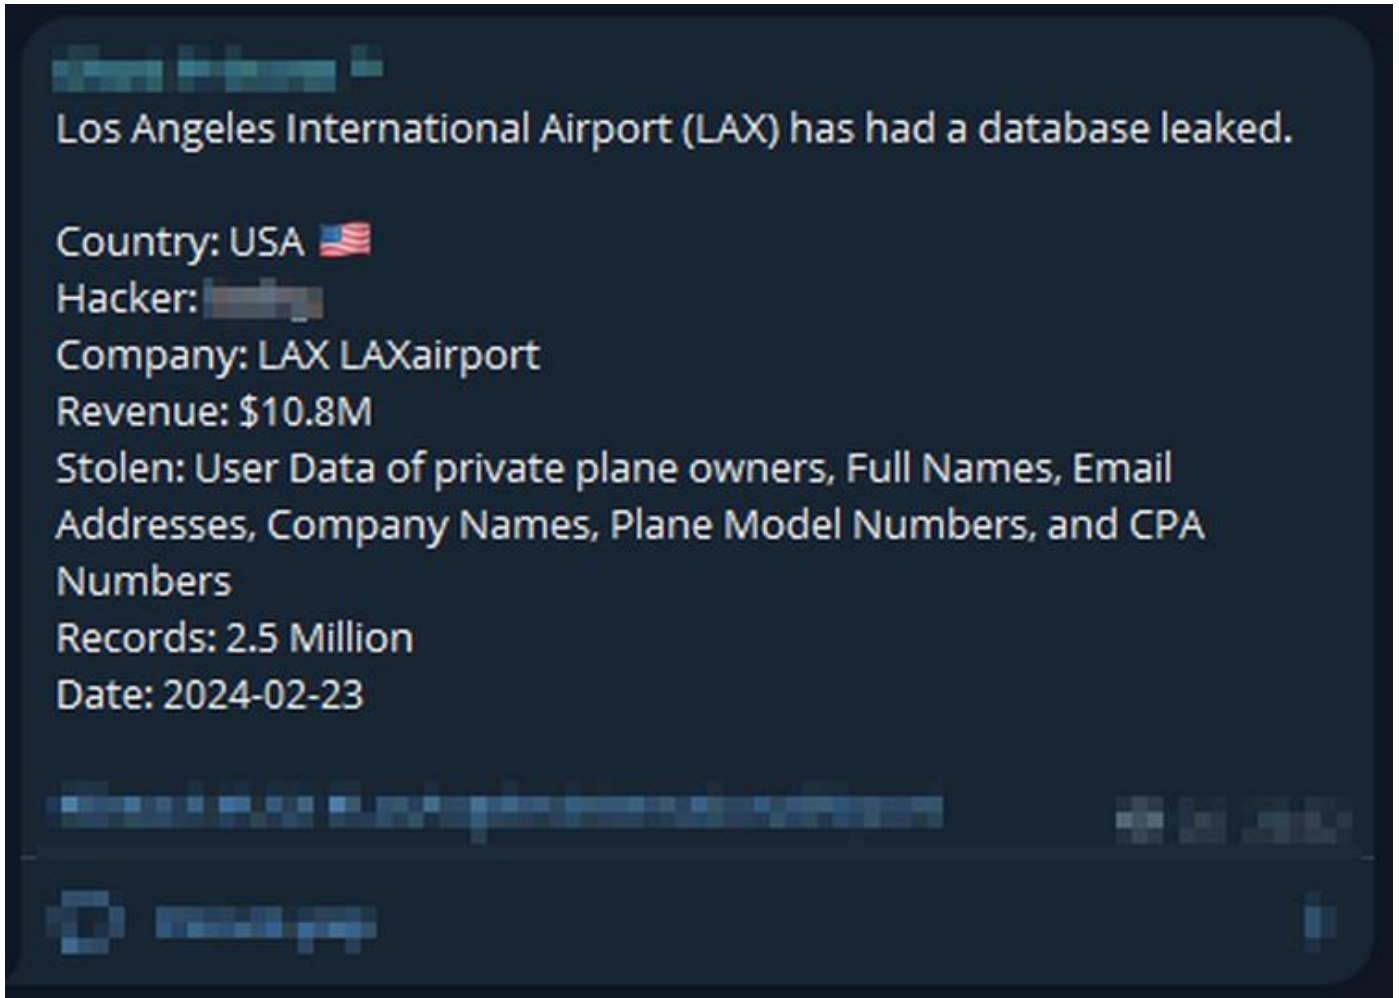 Los Angeles International Airport (LAX) has had a database leaked.
Country: USA 🇺🇸
Hacker:
Company: LAX LAXairport
Revenue: $10.8M
Stolen: User Data of private plane owners, Full Names, Email
Addresses, Company Names, Plane Model Numbers, and CPA
Numbers
Records: 2.5 Million
Date: 2024-02-23